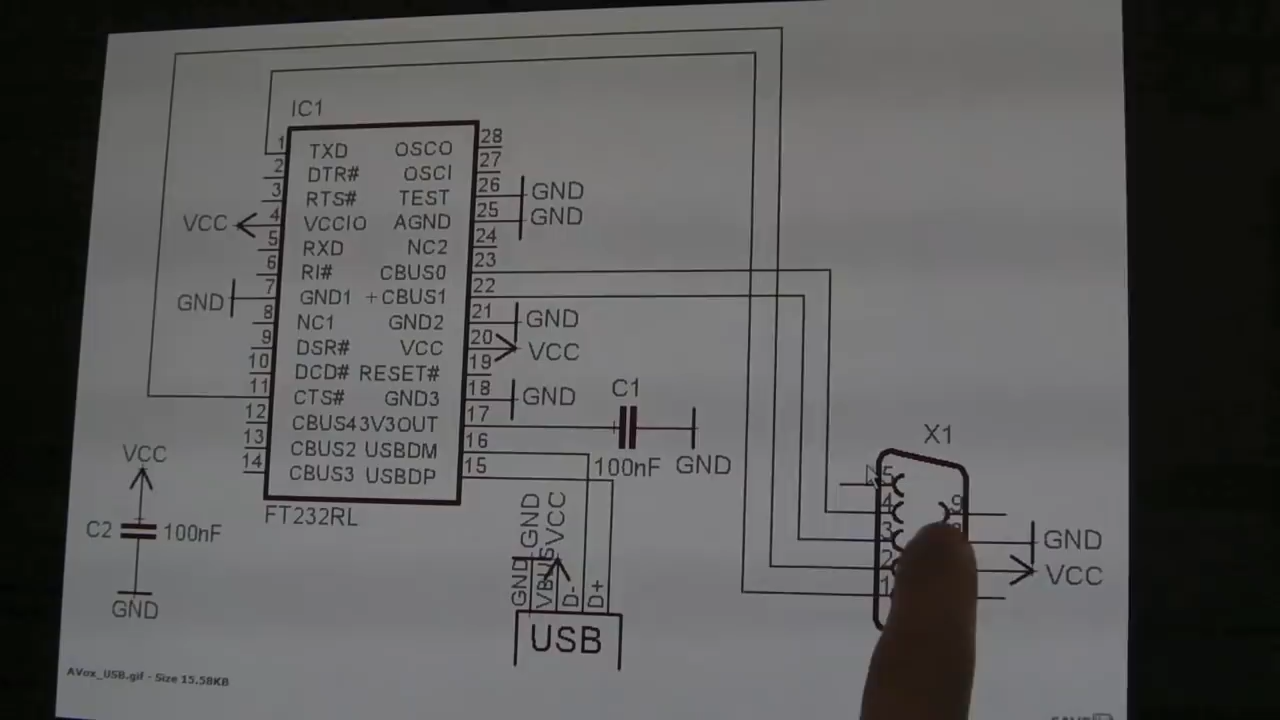 IC1
1 TXD OSCO 28
2 DTR# OSCI 27
3 RTS# TEST 26 GND
VCC 4 VCCIO AGND 25 GND
5 RXD NC2 24
6 RI# CBUS0 23
GND 7 GND1 +CBUS1 22
8 NC1 GND2 21 GND
9 DSR# VCC 20 VCC
10 DCD# RESET# 19
11 CTS# GND3 18 GND
12 CBUS4 3V3OUT 17
13 CBUS2 USBDM 16
14 CBUS3 USBDP 15
FT232RL
C1
100nF GND
VCC
C2 100nF
GND
GND VCC
GND VBUS D- D+
USB
X1
5
4 9
3
GND
2
VCC
1
AVox_USB.gif - Size 15.58KB